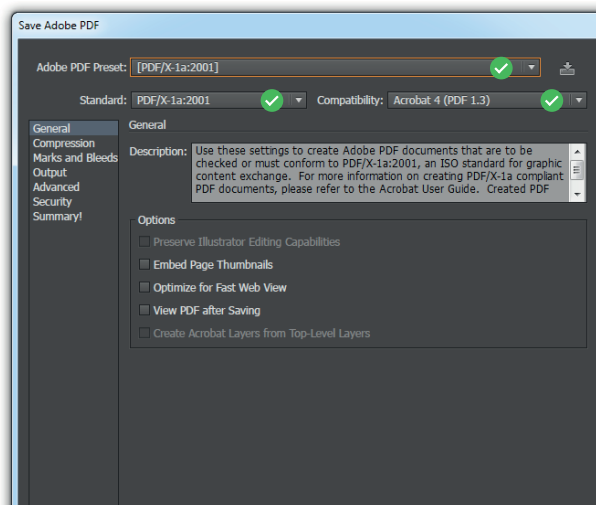 Save Adobe PDF
Adobe PDF Preset: [PDF/X-1a:2001]
Standard: PDF/X-1a:2001 Compatibility: Acrobat 4 (PDF 1.3)
General
Compression
Marks and Bleeds
Output
Advanced
Security
Summary!
General
Description: Use these settings to create Adobe PDF documents that are to be
checked or must conform to PDF/X-1a:2001, an ISO standard for graphic
content exchange. For more information on creating PDF/X-1a compliant
PDF documents, please refer to the Acrobat User Guide. Created PDF
Options
Preserve Illustrator Editing Capabilities
Embed Page Thumbnails
Optimize for Fast Web View
View PDF after Saving
Create Acrobat Layers from Top-Level Layers